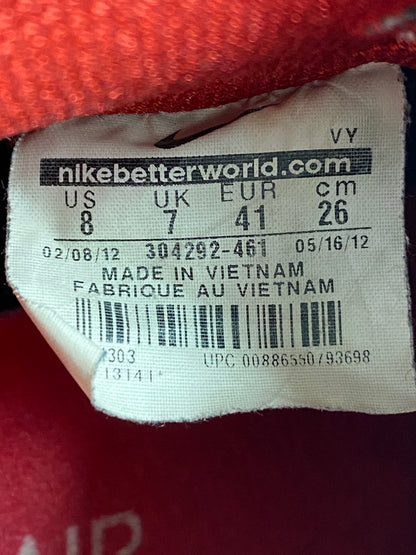 VY
nikebetterworld.com
US UK EUR cm
8 7 41 26
02/08/12 304292-461 05/16/12
MADE IN VIETNAM
FABRIQUE AU VIETNAM
UPC 00886550793698
AIR